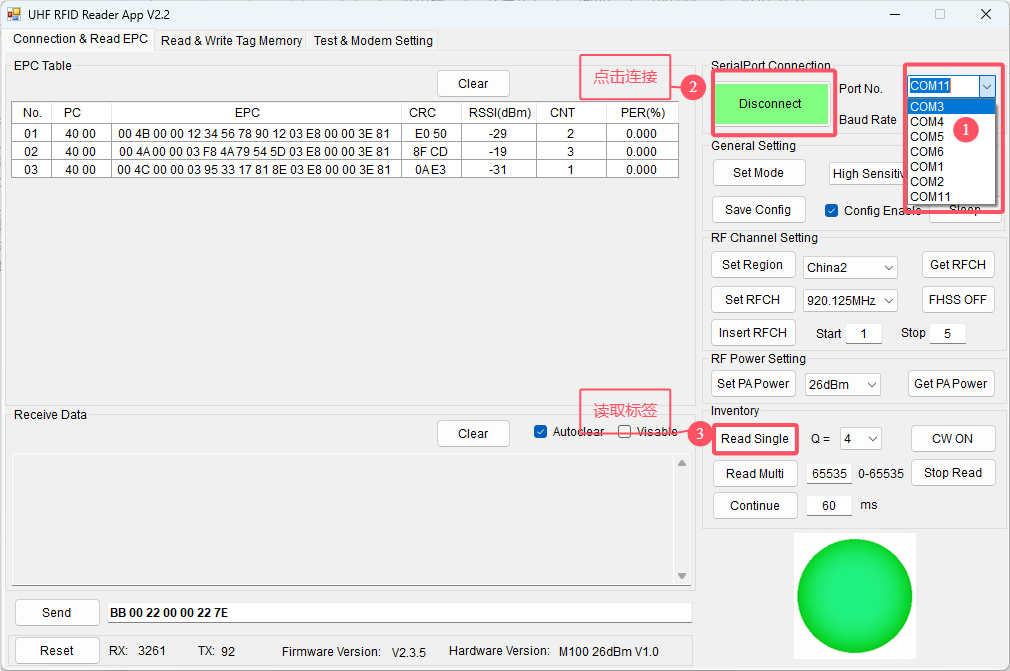 UHF RFID Reader App V2.2
Connection & Read EPC Read & Write Tag Memory Test & Modem Setting
EPC Table
Clear
No. PC EPC CRC RSSI(dBm) CNT PER(%)
01 40 00 00 4B 00 00 12 34 56 78 90 12 03 E8 00 00 3E 81 E0 50 -29 2 0.000
02 40 00 00 4A 00 00 03 F8 4A 79 54 5D 03 E8 00 00 3E 81 8F CD -19 3 0.000
03 40 00 00 4C 00 00 03 95 33 17 81 8E 03 E8 00 00 3E 81 0A E3 -31 1 0.000
点击连接
2
SerialPort Connection
Disconnect
Port No.
COM11
Baud Rate
COM3
COM4
COM5
COM6
COM1
COM2
COM11
1
General Setting
Set Mode High Sensitiv
Save Config Config Enable Sleep
RF Channel Setting
Set Region China2 Get RFCH
Set RFCH 920.125MHz FHSS OFF
Insert RFCH Start 1 Stop 5
RF Power Setting
Set PA Power 26dBm Get PA Power
Receive Data
Clear
Autoclear Visable
读取标签
3
Inventory
Read Single Q = 4 CW ON
Read Multi 65535 0-65535 Stop Read
Continue 60 ms
Send BB 00 22 00 00 22 7E
Reset RX: 3261 TX: 92 Firmware Version: V2.3.5 Hardware Version: M100 26dBm V1.0